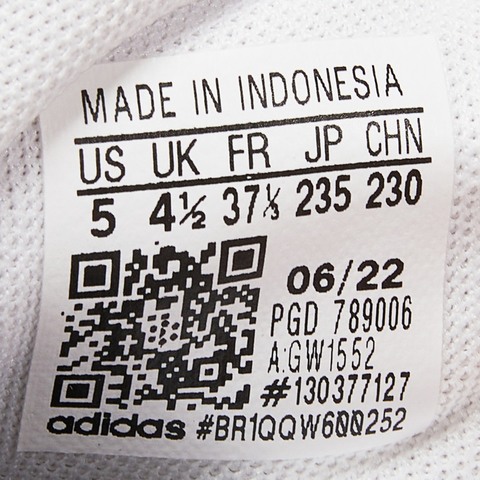 MADE IN INDONESIA
US UK FR JP CHN
5 4½ 37⅓ 235 230
06/22
PGD 789006
A:GW1552
#130377127
adidas #BR1QQW600252